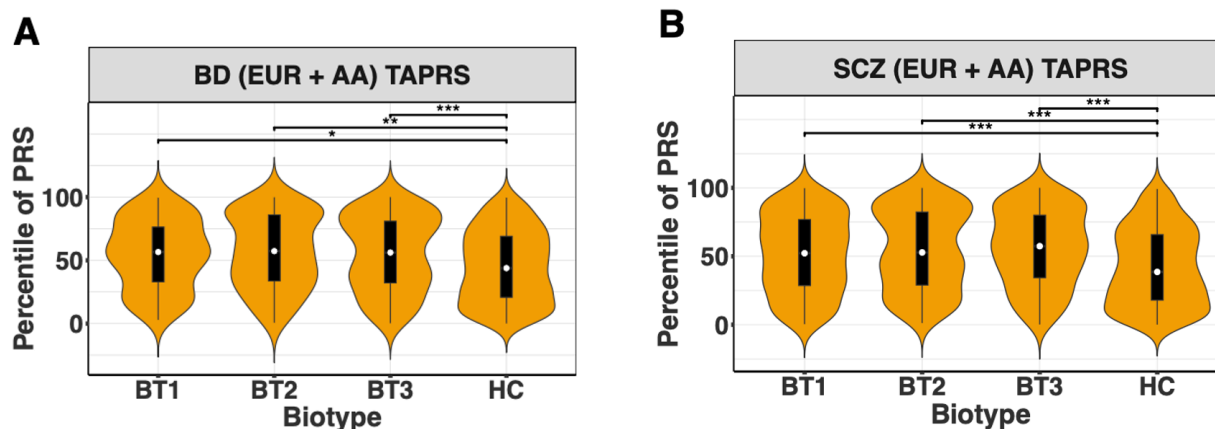 A
BD (EUR + AA) TAPRS
***
**
*
Percentile of PRS
100
50
0
BT1 BT2 BT3 HC
Biotype
B
SCZ (EUR + AA) TAPRS
***
***
***
Percentile of PRS
100
50
0
BT1 BT2 BT3 HC
Biotype